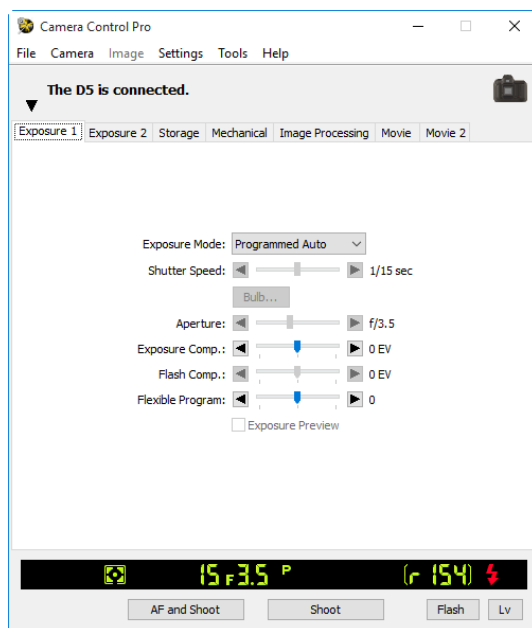 Camera Control Pro
File Camera Image Settings Tools Help
The D5 is connected.
Exposure 1 Exposure 2 Storage Mechanical Image Processing Movie Movie 2
Exposure Mode: Programmed Auto
Shutter Speed: 1/15 sec
Bulb...
Aperture: f/3.5
Exposure Comp.: 0 EV
Flash Comp.: 0 EV
Flexible Program: 0
Exposure Preview
15 F3.5 P (r 154)
AF and Shoot Shoot Flash Lv